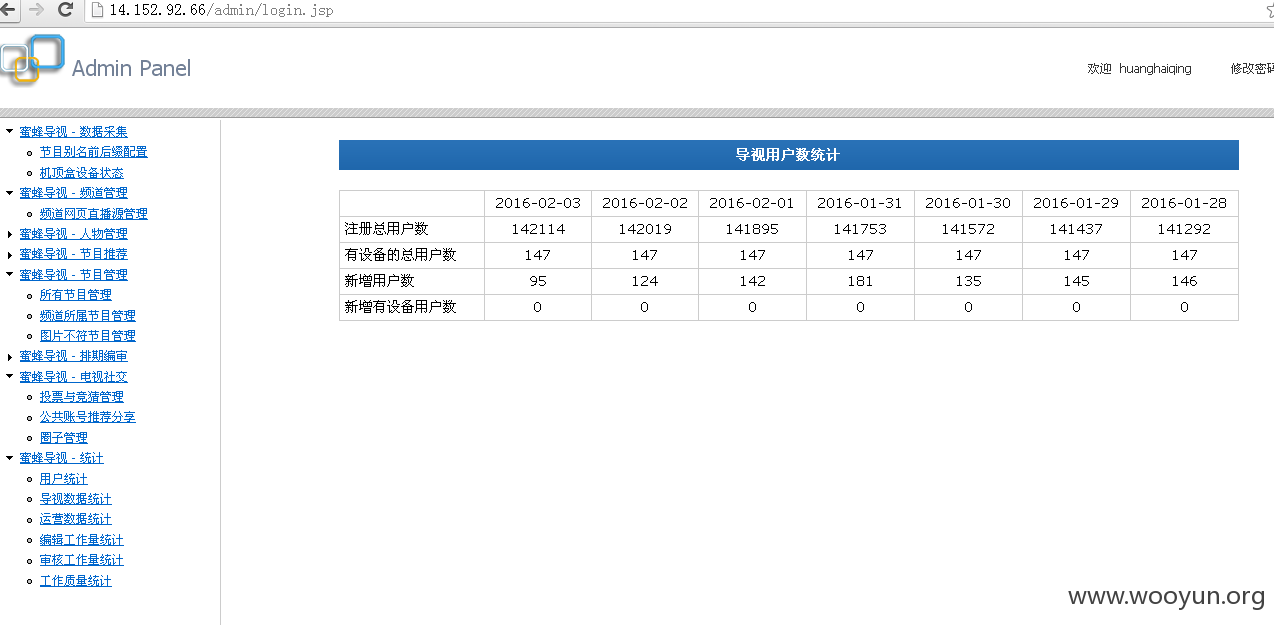 14.152.92.66/admin/login.jsp
Admin Panel
欢迎 huanghaiqing 修改密码
蜜蜂导视 - 数据采集
节目别名前后缀配置
机顶盒设备状态
蜜蜂导视 - 频道管理
频道网页直播源管理
蜜蜂导视 - 人物管理
蜜蜂导视 - 节目推荐
蜜蜂导视 - 节目管理
所有节目管理
频道所属节目管理
图片不符节目管理
蜜蜂导视 - 排期编审
蜜蜂导视 - 电视社交
投票与竞猜管理
公共账号推荐分享
圈子管理
蜜蜂导视 - 统计
用户统计
导视数据统计
运营数据统计
编辑工作量统计
审核工作量统计
工作质量统计
导视用户数统计
2016-02-03 2016-02-02 2016-02-01 2016-01-31 2016-01-30 2016-01-29 2016-01-28
注册总用户数 142114 142019 141895 141753 141572 141437 141292
有设备的总用户数 147 147 147 147 147 147 147
新增用户数 95 124 142 181 135 145 146
新增有设备用户数 0 0 0 0 0 0 0
www.wooyun.org